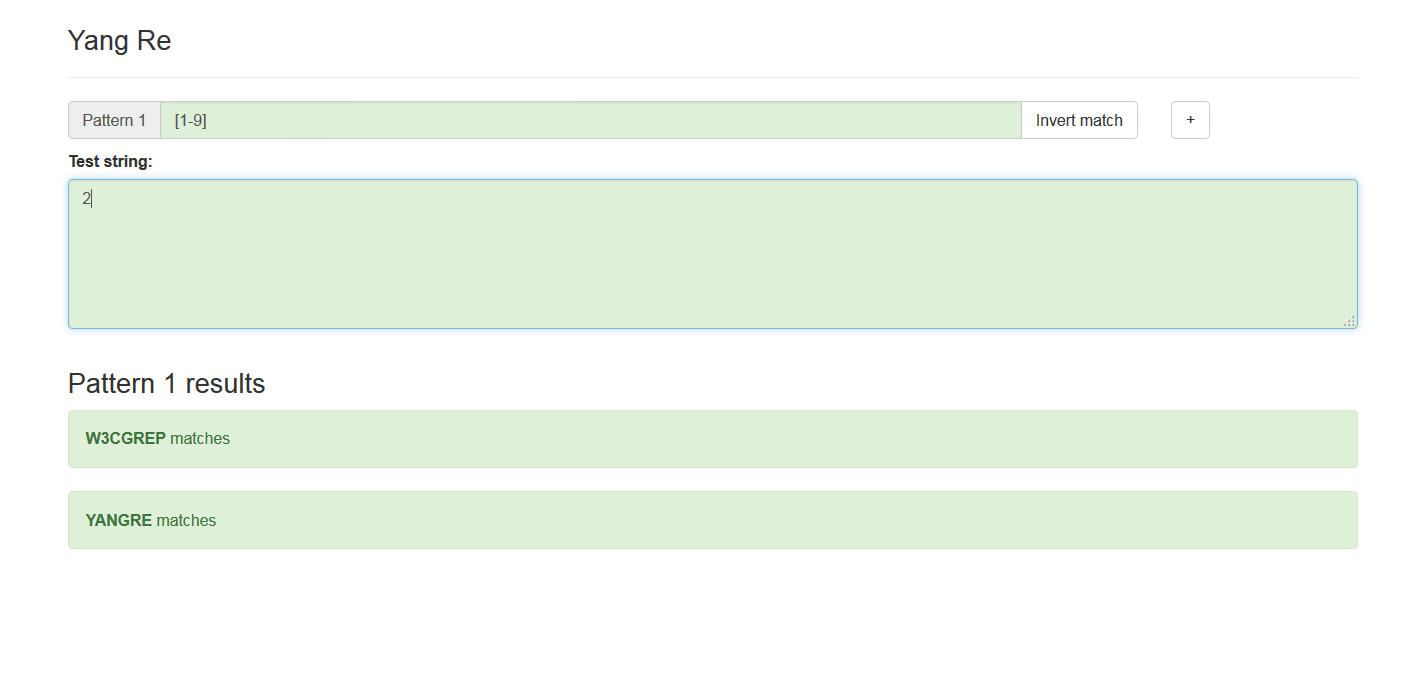 Yang Re
Pattern 1 [1-9] Invert match +
Test string:
2
Pattern 1 results
W3CGREP matches
YANGRE matches